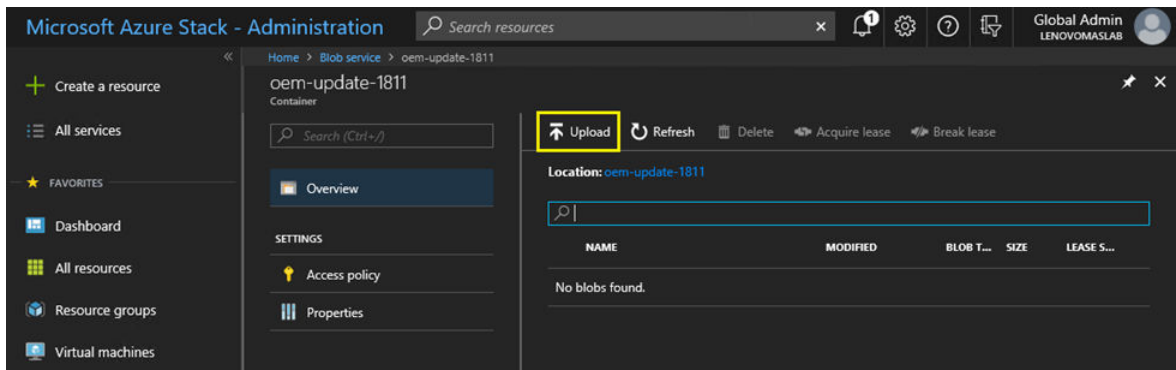 Microsoft Azure Stack - Administration
Search resources
1
Global Admin
LENOVOMASLAB
Home > Blob service > oem-update-1811
Create a resource
All services
FAVORITES
Dashboard
All resources
Resource groups
Virtual machines
oem-update-1811
Container
Search (Ctrl+/)
Overview
SETTINGS
Access policy
Properties
Upload
Refresh
Delete
Acquire lease
Break lease
Location: oem-update-1811
NAME MODIFIED BLOB T... SIZE LEASE S...
No blobs found.